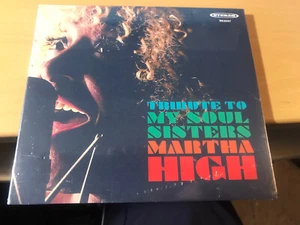 TRIBUTE TO
MY SOUL
SISTERS
MARTHA
HIGH